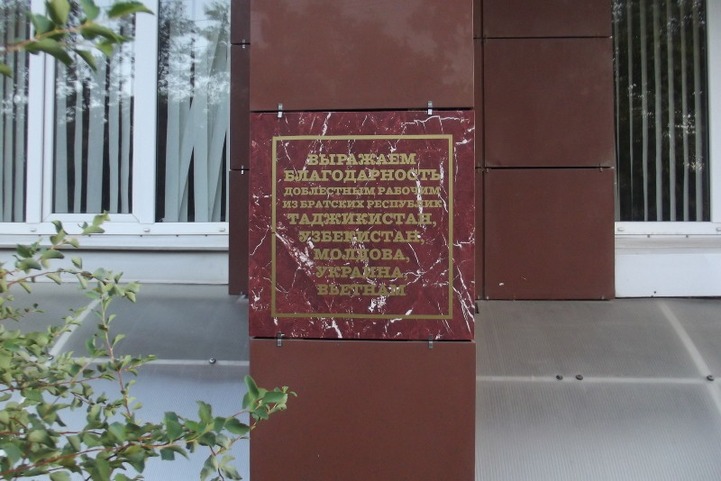 ВЫРАЖАЕМ
БЛАГОДАРНОСТЬ
ДОБЛЕСТНЫМ РАБОЧИМ
ИЗ БРАТСКИХ РЕСПУБЛИК
ТАДЖИКИСТАН,
УЗБЕКИСТАН,
МОЛДОВА,
УКРАИНА,
ВЬЕТНАМ